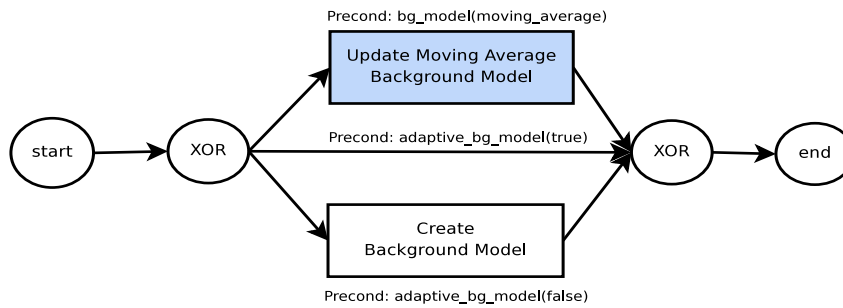 Precond: bg_model(moving_average)
Update Moving Average
Background Model
Precond: adaptive_bg_model(true)
start
XOR
XOR
end
Create
Background Model
Precond: adaptive_bg_model(false)